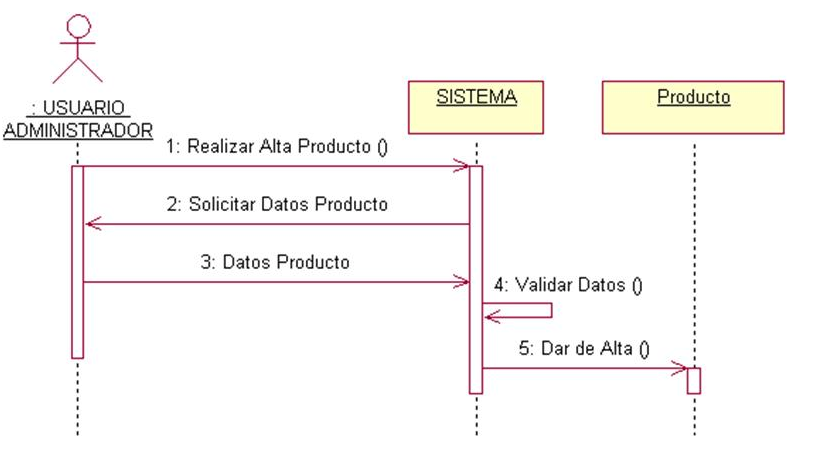 : USUARIO
ADMINISTRADOR
SISTEMA
Producto
1: Realizar Alta Producto ()
2: Solicitar Datos Producto
3: Datos Producto
4: Validar Datos ()
5: Dar de Alta ()